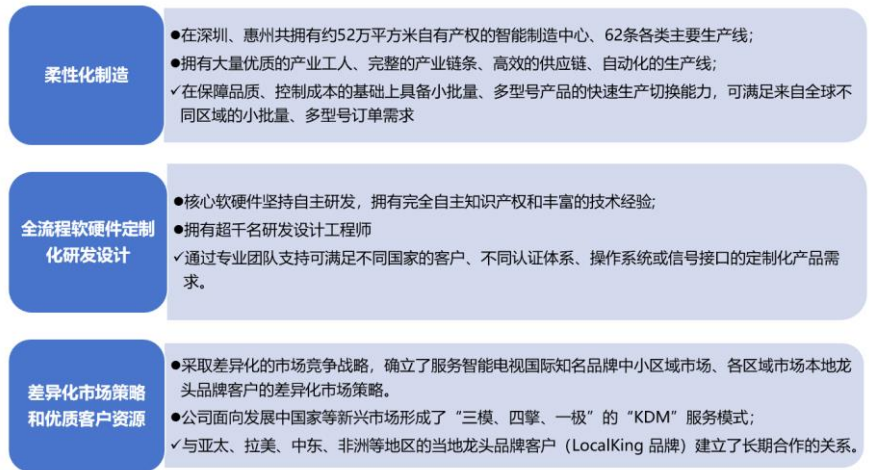 柔性化制造
●在深圳、惠州共拥有约52万平方米自有产权的智能制造中心、62条各类主要生产线；
●拥有大量优质的产业工人、完整的产业链条、高效的供应链、自动化的生产线；
✓在保障品质、控制成本的基础上具备小批量、多型号产品的快速生产切换能力，可满足来自全球不
同区域的小批量、多型号订单需求
全流程软硬件定制
化研发设计
●核心软硬件坚持自主研发，拥有完全自主知识产权和丰富的技术经验;
●拥有超千名研发设计工程师
✓通过专业团队支持可满足不同国家的客户、不同认证体系、操作系统或信号接口的定制化产品需
求。
差异化市场策略
和优质客户资源
●采取差异化的市场竞争战略，确立了服务智能电视国际知名品牌中小区域市场、各区域市场本地龙
头品牌客户的差异化市场策略。
●公司面向发展中国家等新兴市场形成了“三模、四擎、一极”的“KDM”服务模式；
✓与亚太、拉美、中东、非洲等地区的当地龙头品牌客户（LocalKing 品牌）建立了长期合作的关系。